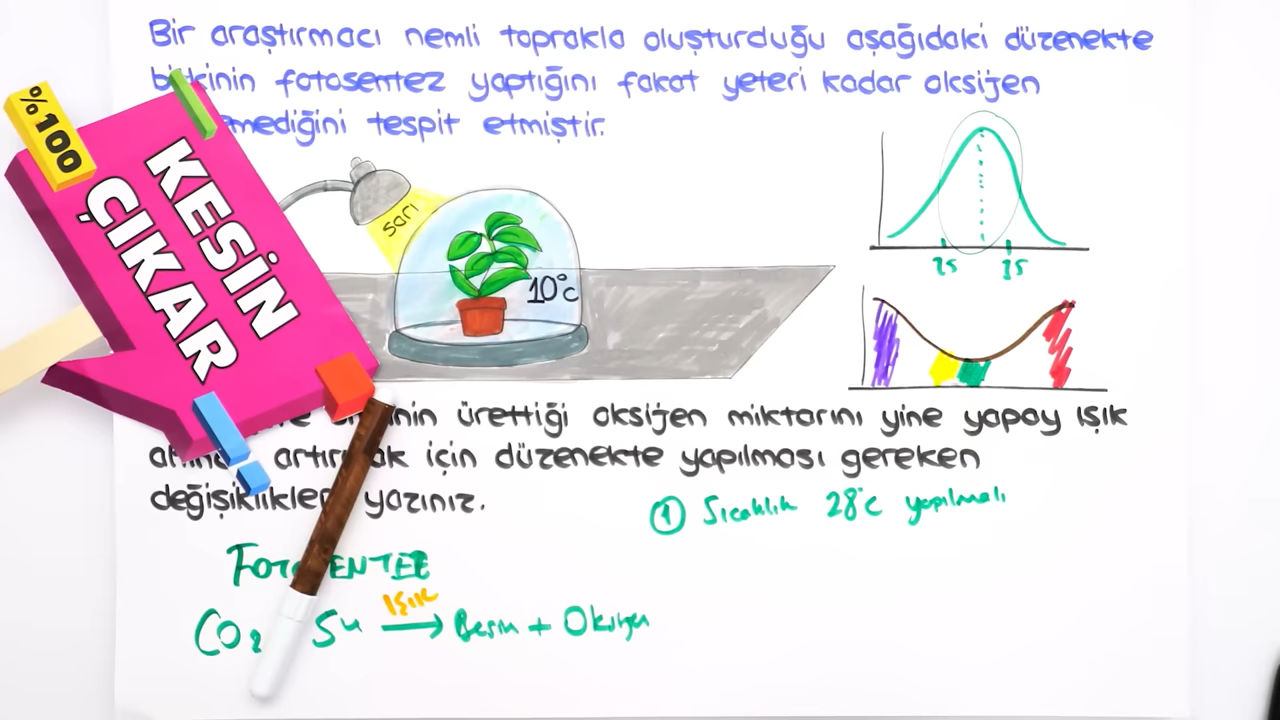 Bir araştırmacı nemli toprakla oluşturduğu aşağıdaki düzenekte
fotosentez yaptığını fakat yeteri kadar oksijen
tespit etmiştir.
%100
KESİN
ÇIKAR
sarı
10°c
25 35
ürettiği oksijen miktarını yine yapay ışık
için düzenekte yapılması gereken
yazınız.
① Sıcaklık 28°C yapılmalı
Işık
CO₂ Su → Besin + Oksijen